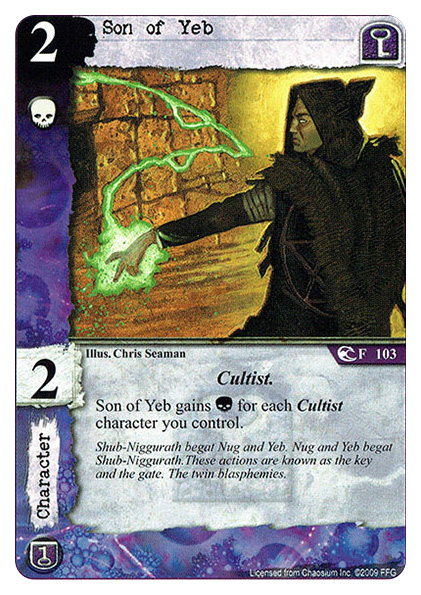 2
Son of Yeb
Illus. Chris Seaman
F 103
2
Cultist.
Son of Yeb gains for each Cultist
character you control.
Shub-Niggurath begat Nug and Yeb. Nug and Yeb begat
Shub-Niggurath.These actions are known as the key
and the gate. The twin blasphemies.
Character
1
Licensed from Chaosium Inc. ©2009 FFG